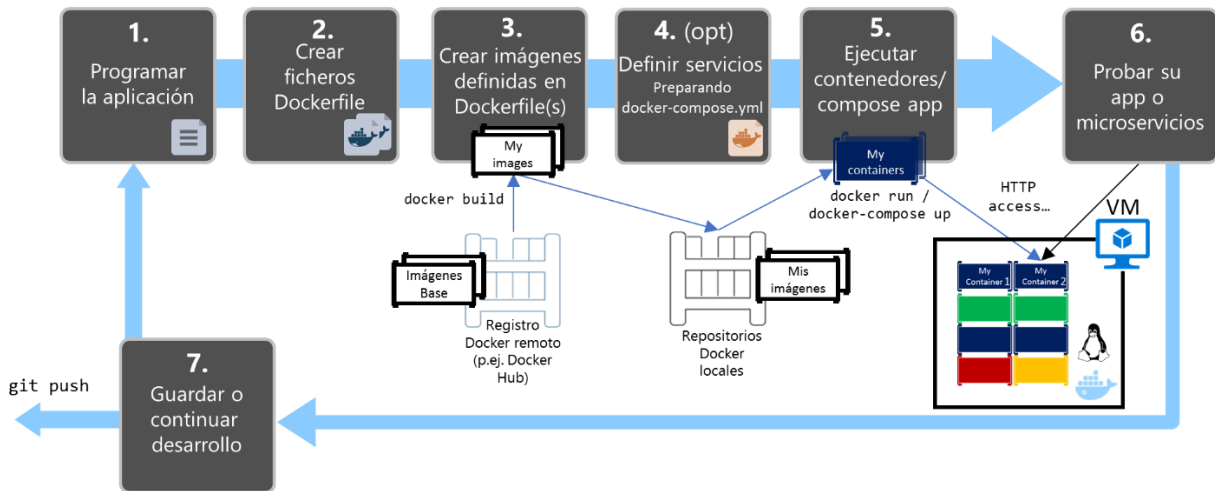 1.
Programar
la aplicación
2.
Crear
ficheros
Dockerfile
3.
Crear imágenes
definidas en
Dockerfile(s)
My
images
4. (opt)
Definir servicios
Preparando
docker-compose.yml
5.
Ejecutar
contenedores/
compose app
My
containers
6.
Probar su
app o
microservicios
docker build
docker run /
docker-compose up
HTTP
access…
VM
Imágenes
Base
Registro
Docker remoto
(p.ej. Docker
Hub)
Mis
imágenes
Repositorios
Docker
locales
My
Container 1
My
Container 2
7.
Guardar o
continuar
desarrollo
git push